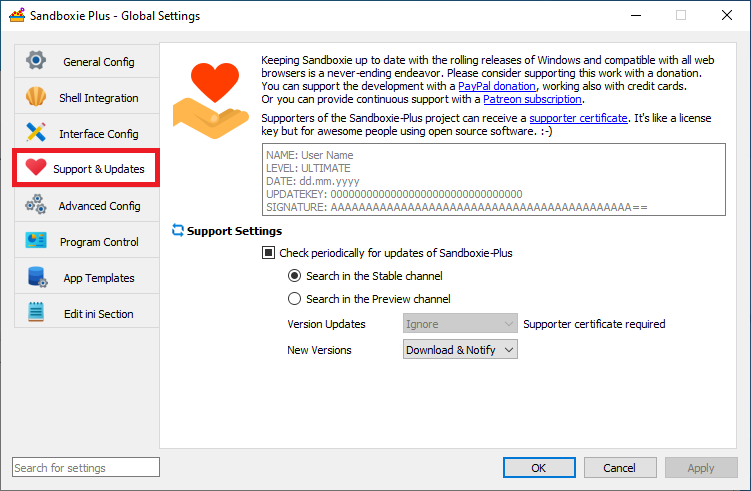 Sandboxie Plus - Global Settings
General Config
Shell Integration
Interface Config
Support & Updates
Advanced Config
Program Control
App Templates
Edit ini Section
Search for settings
Keeping Sandboxie up to date with the rolling releases of Windows and compatible with all web
browsers is a never-ending endeavor. Please consider supporting this work with a donation.
You can support the development with a PayPal donation, working also with credit cards.
Or you can provide continuous support with a Patreon subscription.
Supporters of the Sandboxie-Plus project can receive a supporter certificate. It's like a license
key but for awesome people using open source software. :-)
NAME: User Name
LEVEL: ULTIMATE
DATE: dd.mm.yyyy
UPDATEKEY: 00000000000000000000000000000000
SIGNATURE: AAAAAAAAAAAAAAAAAAAAAAAAAAAAAAAAAAAAAAAAAAA==
Support Settings
Check periodically for updates of Sandboxie-Plus
Search in the Stable channel
Search in the Preview channel
Version Updates Ignore Supporter certificate required
New Versions Download & Notify
OK Cancel Apply